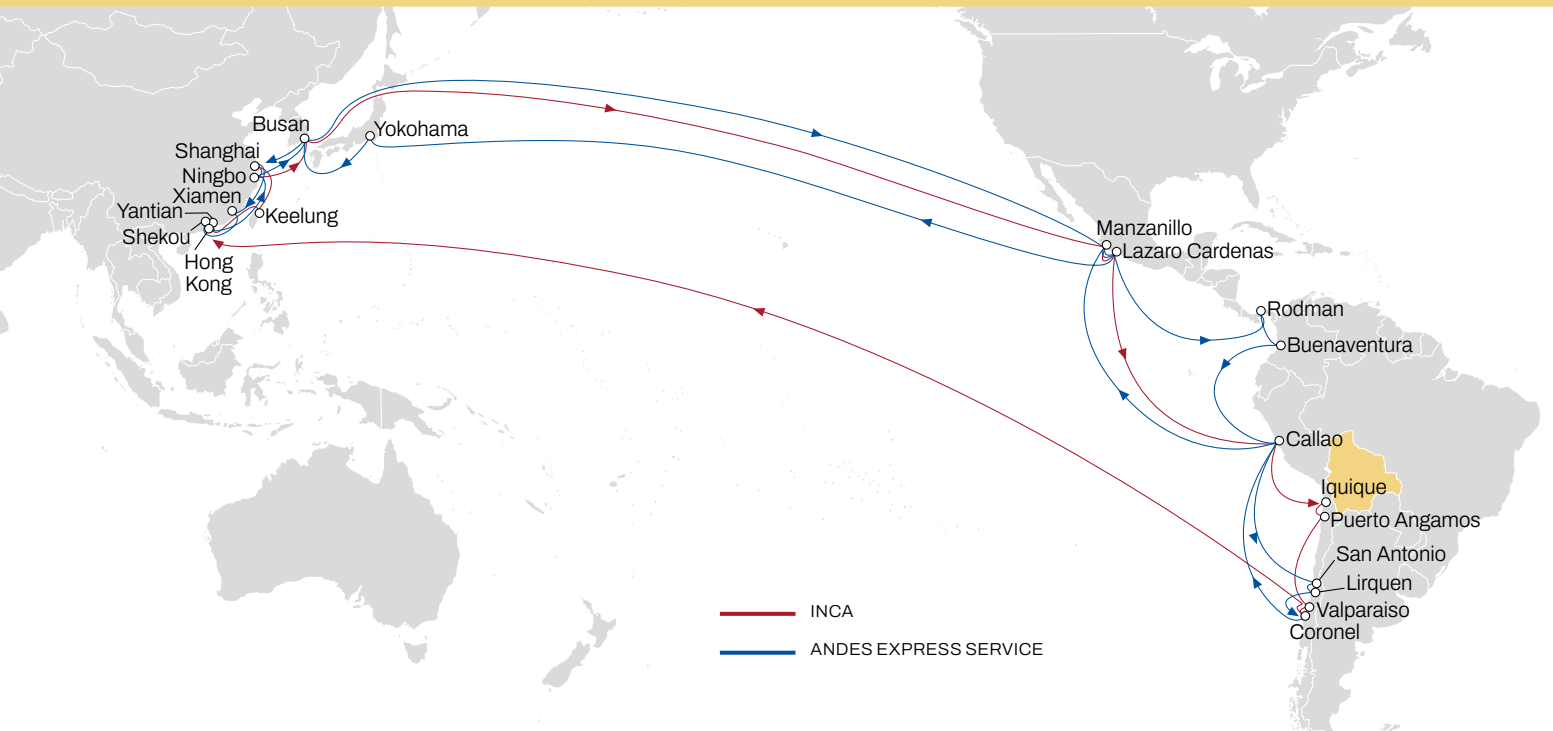 Busan
Yokohama
Shanghai
Ningbo
Xiamen
Yantian
Keelung
Shekou
Hong
Kong
Manzanillo
Lazaro Cardenas
Rodman
Buenaventura
Callao
Iquique
Puerto Angamos
San Antonio
Lirquen
Valparaiso
Coronel
INCA
ANDES EXPRESS SERVICE